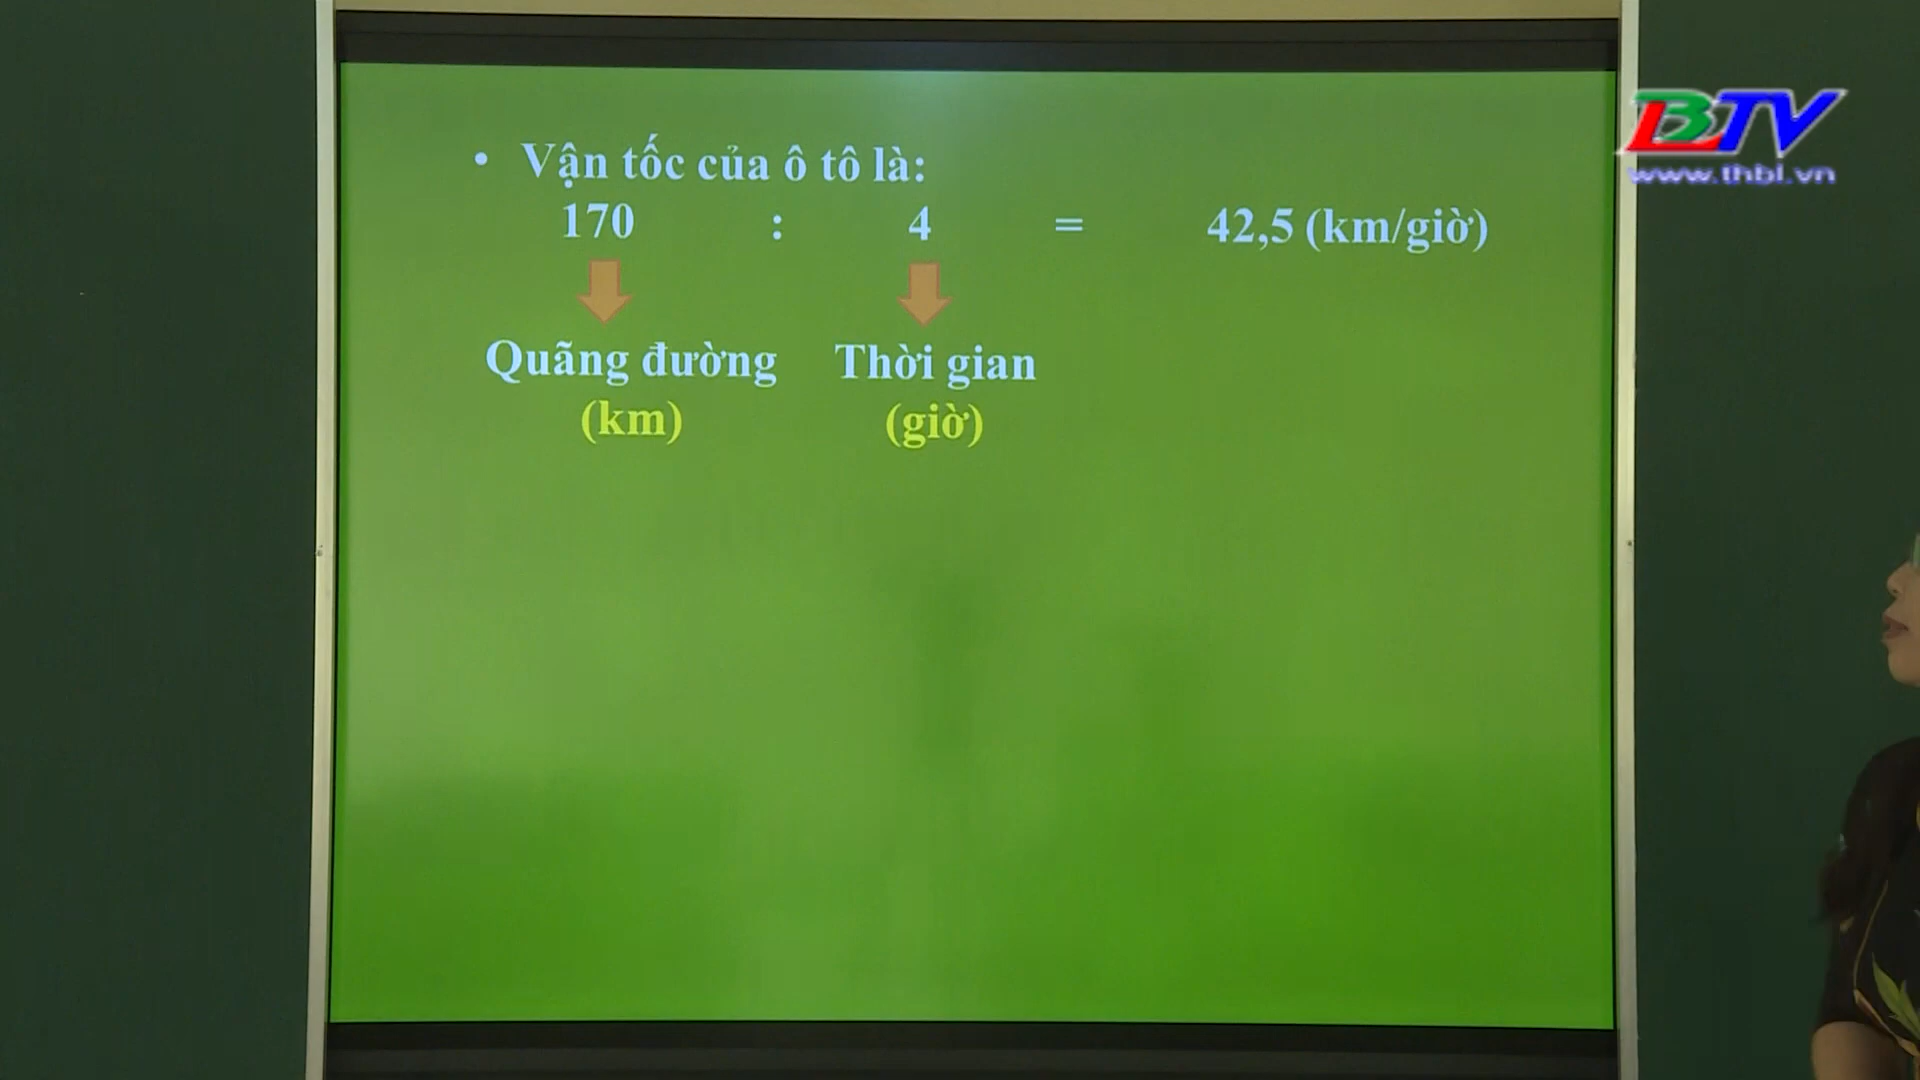 • Vận tốc của ô tô là:
170 : 4 = 42,5 (km/giờ)
Quãng đường Thời gian
(km) (giờ)
BTV
www.thbl.vn